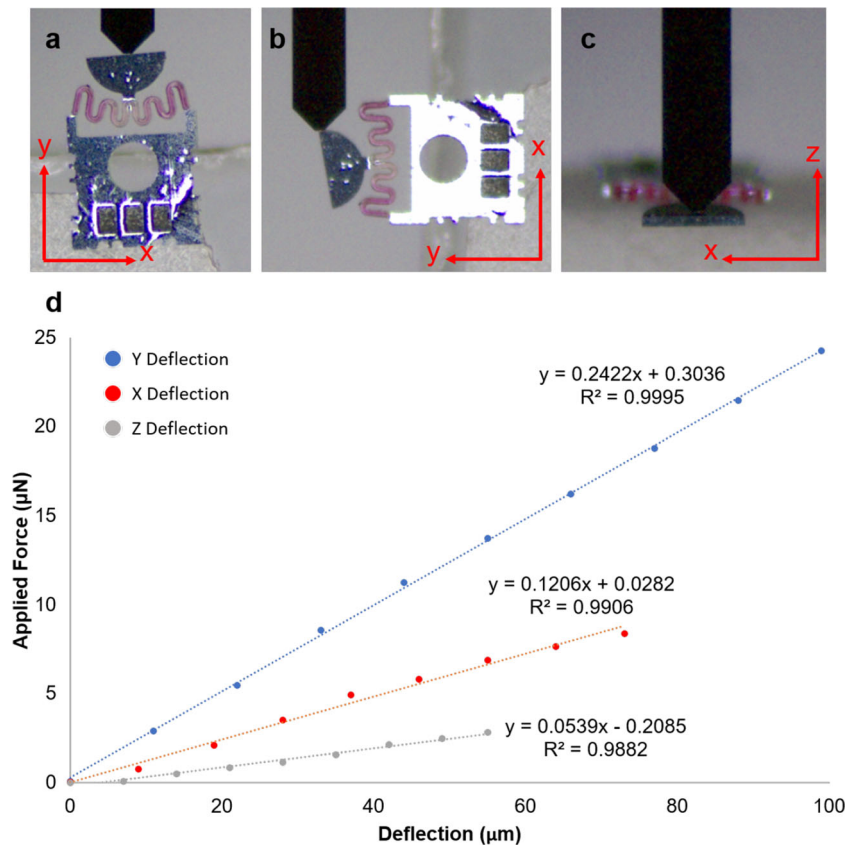 a
y
x
b
x
y
c
z
x
d
25
20
15
10
5
0
Applied Force (µN)
Y Deflection
X Deflection
Z Deflection
y = 0.2422x + 0.3036
R² = 0.9995
y = 0.1206x + 0.0282
R² = 0.9906
y = 0.0539x - 0.2085
R² = 0.9882
0
20
40
60
80
100
Deflection (µm)